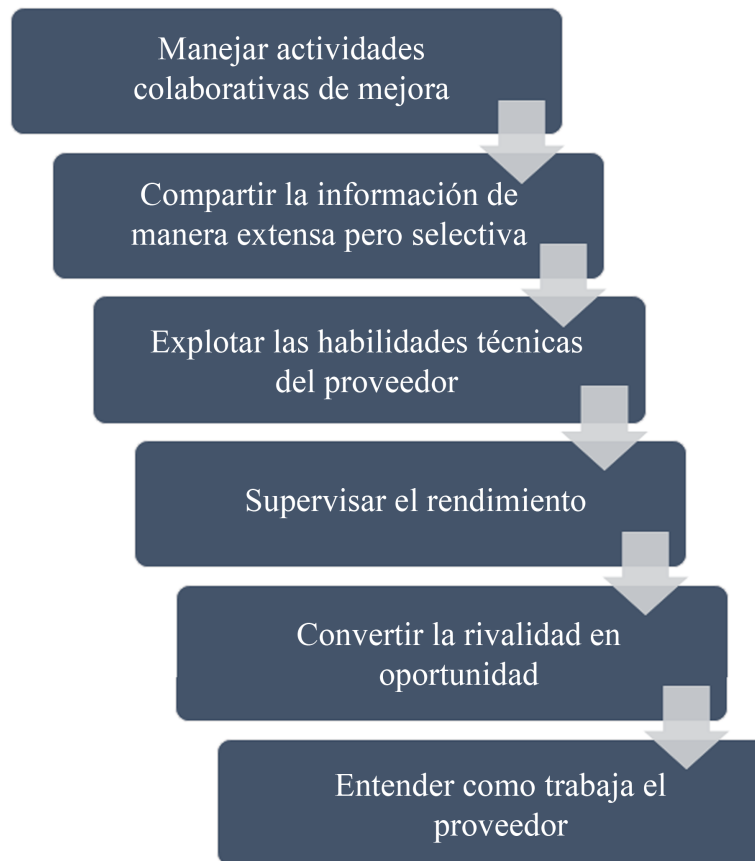 Manejar actividades
colaborativas de mejora
Compartir la información de
manera extensa pero selectiva
Explotar las habilidades técnicas
del proveedor
Supervisar el rendimiento
Convertir la rivalidad en
oportunidad
Entender como trabaja el
proveedor